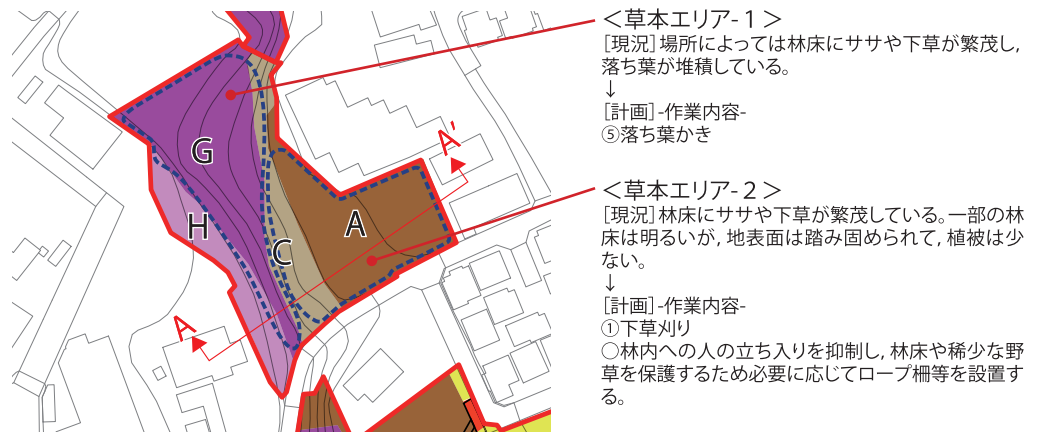 ＜草本エリア-１＞
［現況］場所によっては林床にササや下草が繁茂し，
落ち葉が堆積している。
↓
［計画］-作業内容-
⑤落ち葉かき
＜草本エリア-２＞
［現況］林床にササや下草が繁茂している。一部の林
床は明るいが，地表面は踏み固められて，植被は少
ない。
↓
［計画］-作業内容-
①下草刈り
○林内への人の立ち入りを抑制し，林床や稀少な野
草を保護するため必要に応じてロープ柵等を設置す
る。
A'
G
H
A
C
A